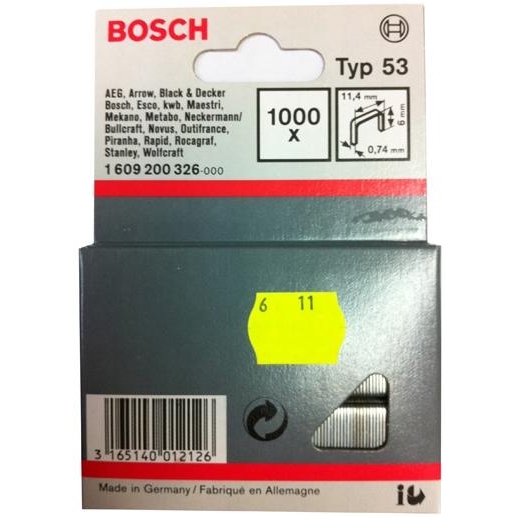 BOSCH
BOSCH
Typ 53
AEG, Arrow, Black & Decker
Bosch, Esco, kwb, Maestri,
Mekano, Metabo, Neckermann/
Bullcraft, Novus, Outifrance,
Piranha, Rapid, Rocagraf,
Stanley, Wolfcraft
1 609 200 326-000
1000
x
11,4 mm
6 mm
0,74 mm
6 11
3 165140 012126
Made in Germany / Fabriqué en Allemagne